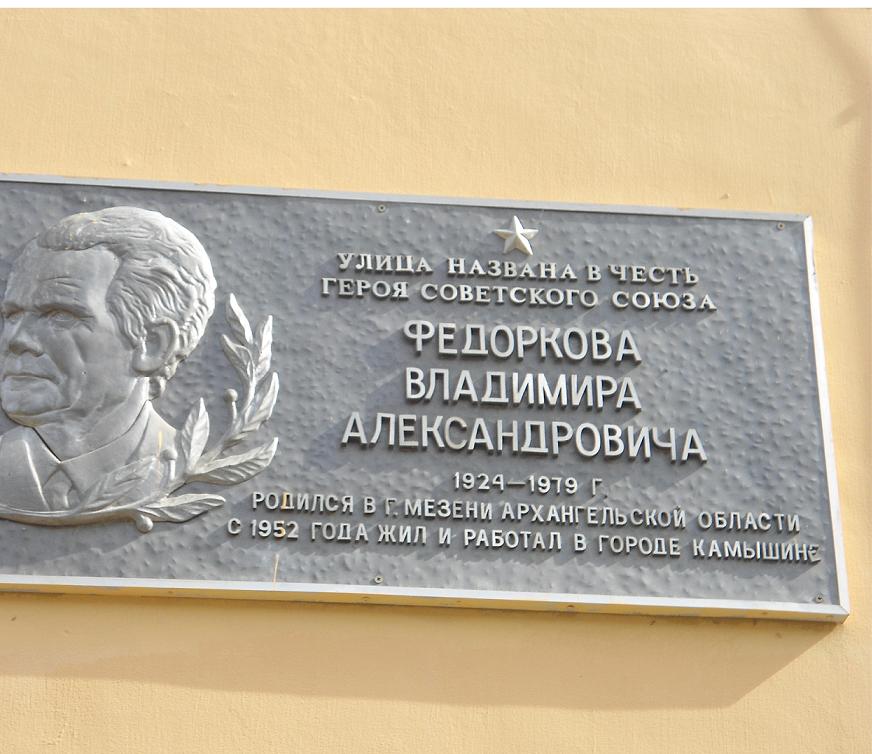 УЛИЦА НАЗВАНА В ЧЕСТЬ
ГЕРОЯ СОВЕТСКОГО СОЮЗА
ФЕДОРКОВА
ВЛАДИМИРА
АЛЕКСАНДРОВИЧА
1924—1979 Г.
РОДИЛСЯ В Г. МЕЗЕНИ АРХАНГЕЛЬСКОЙ ОБЛАСТИ
С 1952 ГОДА ЖИЛ И РАБОТАЛ В ГОРОДЕ КАМЫШИНЕ